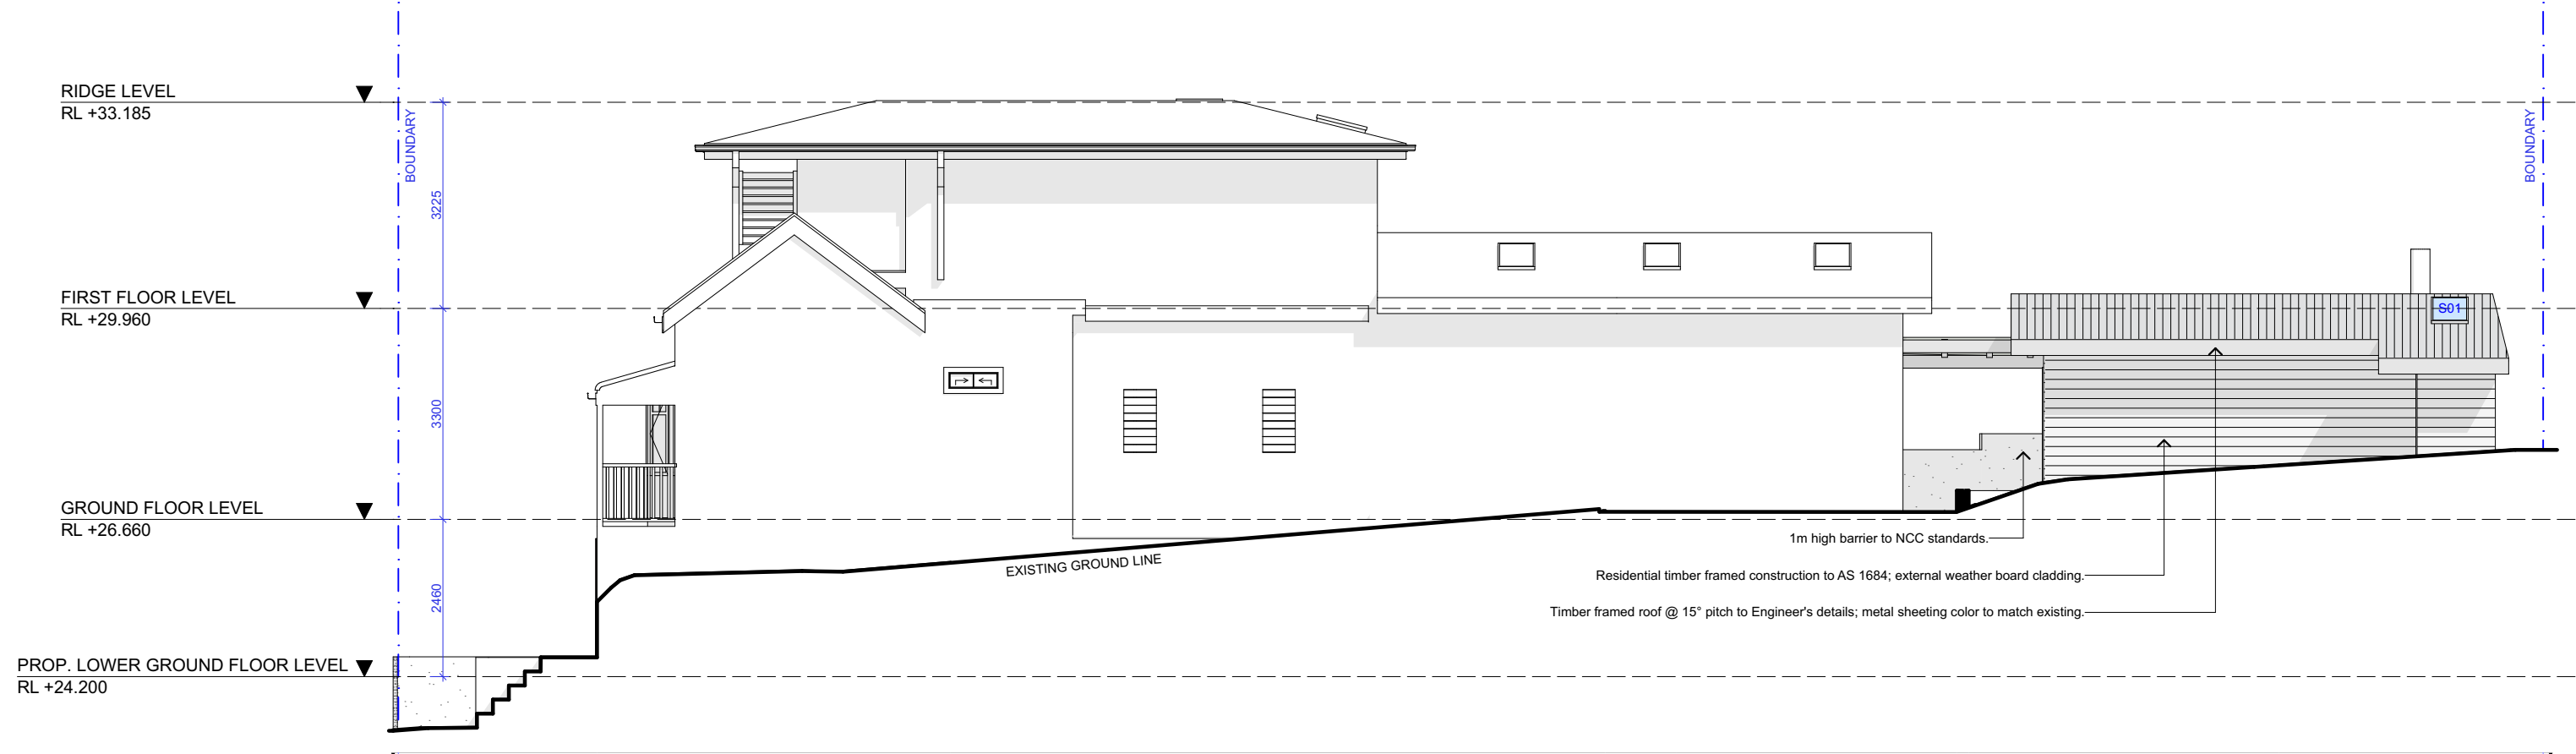 RIDGE LEVEL
RL +33.185
BOUNDARY
BOUNDARY
3225
FIRST FLOOR LEVEL
RL +29.960
S01
3300
GROUND FLOOR LEVEL
RL +26.660
1m high barrier to NCC standards.
EXISTING GROUND LINE
Residential timber framed construction to AS 1684; external weather board cladding.
2460
Timber framed roof @ 15° pitch to Engineer's details; metal sheeting color to match existing.
PROP. LOWER GROUND FLOOR LEVEL
RL +24.200